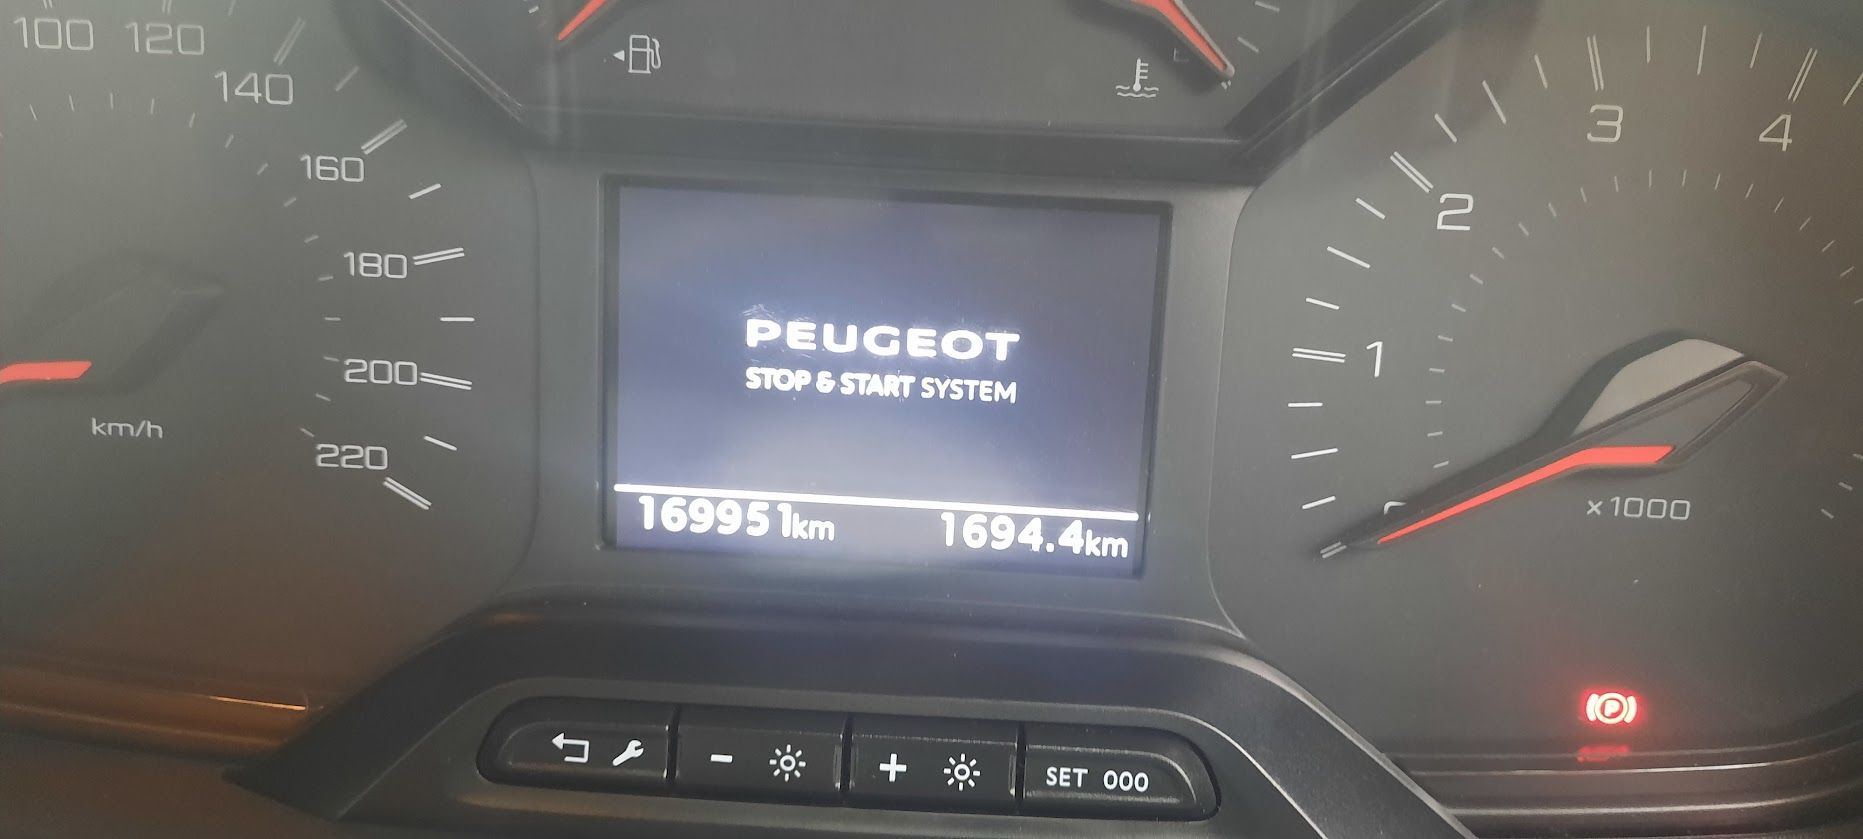 100 120
140
160
180
200
220
km/h
PEUGEOT
STOP & START SYSTEM
169951km 1694.4km
1
2
3
4
x1000
P
SET 000